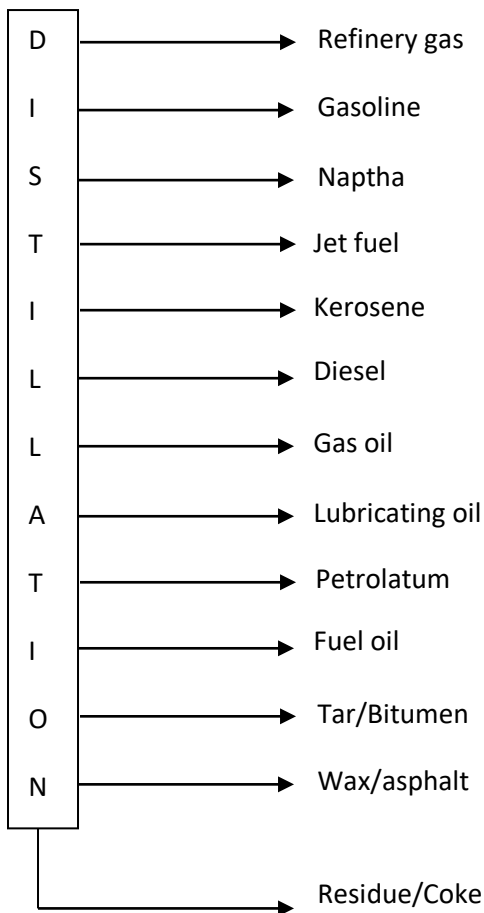 D Refinery gas
I Gasoline
S Naptha
T Jet fuel
I Kerosene
L Diesel
L Gas oil
A Lubricating oil
T Petrolatum
I Fuel oil
O Tar/Bitumen
N Wax/asphalt
Residue/Coke